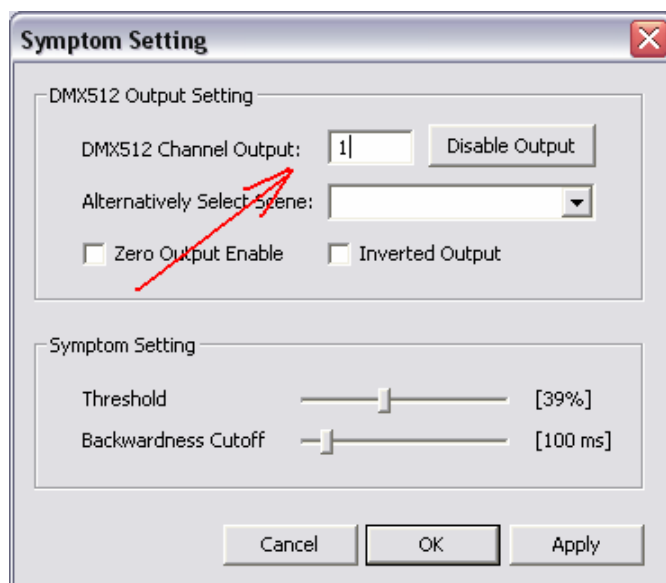 Symptom Setting
DMX512 Output Setting
DMX512 Channel Output: 1 Disable Output
Alternatively Select Scene:
Zero Output Enable Inverted Output
Symptom Setting
Threshold [39%]
Backwardness Cutoff [100 ms]
Cancel OK Apply